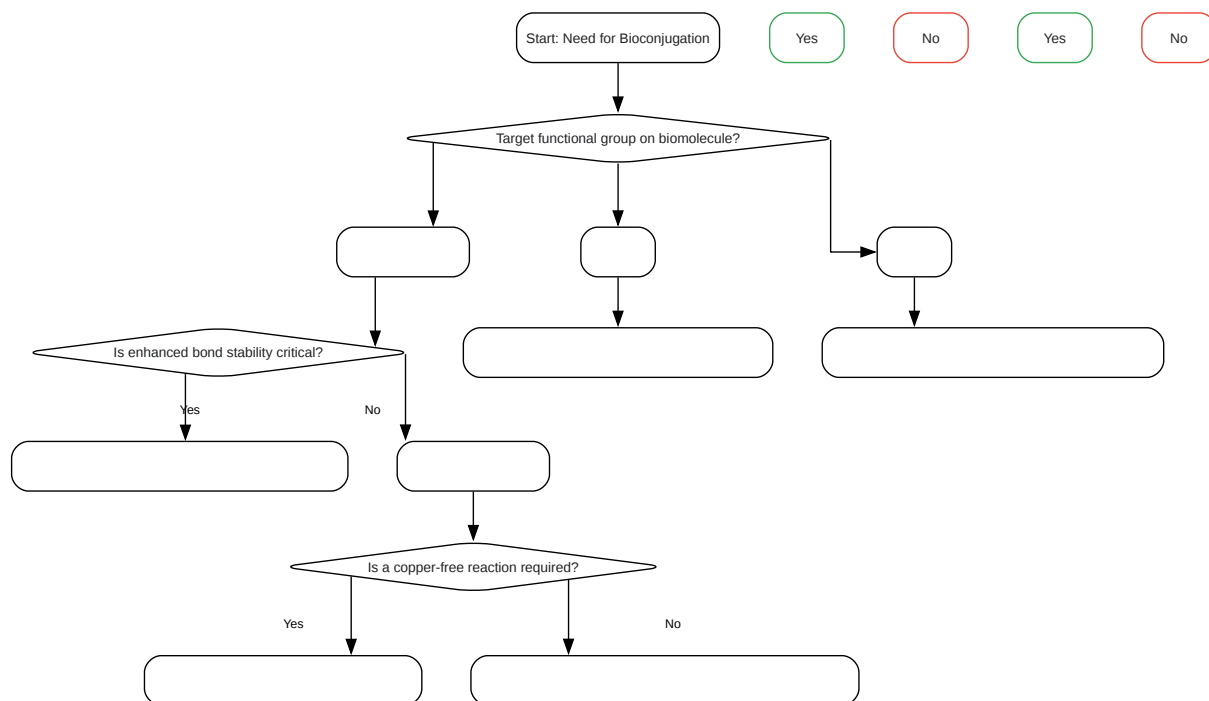 Start: Need for Bioconjugation
Yes
No
Yes
No
Target functional group on biomolecule?
Is enhanced bond stability critical?
Yes
No
Is a copper-free reaction required?
Yes
No